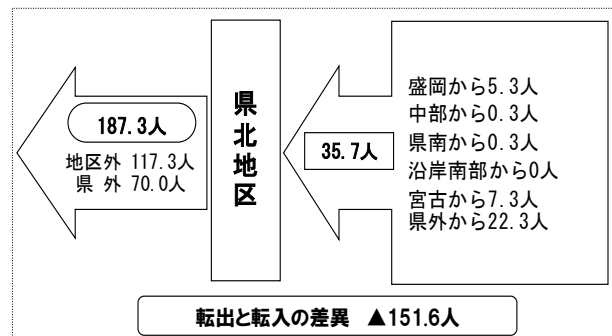 187.3人
地区外 117.3人
県 外 70.0人
県北地区
35.7人
盛岡から5.3人
中部から0.3人
県南から0.3人
沿岸南部から0人
宮古から7.3人
県外から22.3人
転出と転入の差異 ▲151.6人